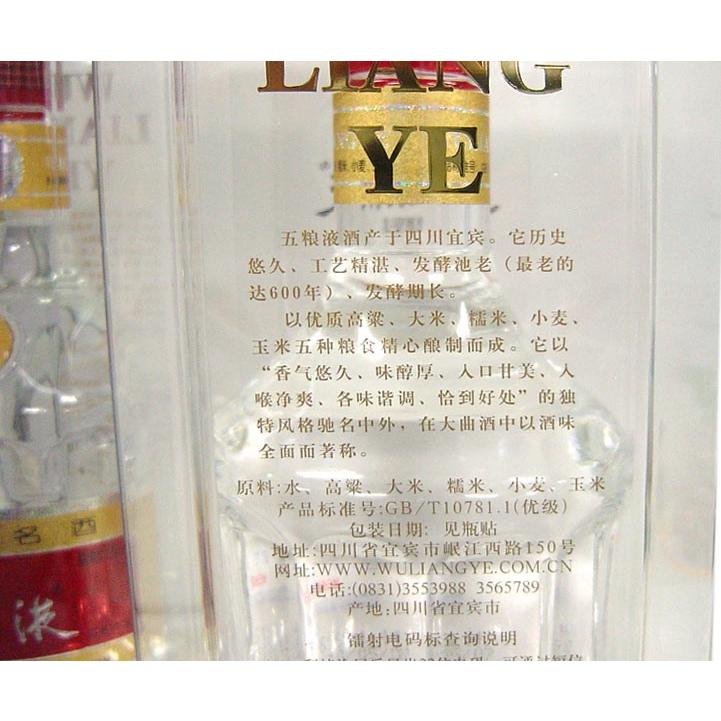 LIANG
YE
五粮液酒产于四川宜宾。它历史
悠久、工艺精湛、发酵池老（最老的
达600年）、发酵期长。
以优质高粱、大米、糯米、小麦、
玉米五种粮食精心酿制而成。它以
“香气悠久、味醇厚、入口甘美、入
喉净爽、各味谐调、恰到好处”的独
特风格驰名中外，在大曲酒中以酒味
全面而著称。
原料:水、高粱、大米、糯米、小麦、玉米
产品标准号:GB/T10781.1(优级)
包装日期: 见瓶贴
地址:四川省宜宾市岷江西路150号
网址:WWW.WULIANGYE.COM.CN
电话:(0831)3553988 3565789
产地:四川省宜宾市
镭射电码标查询说明
名酒
液